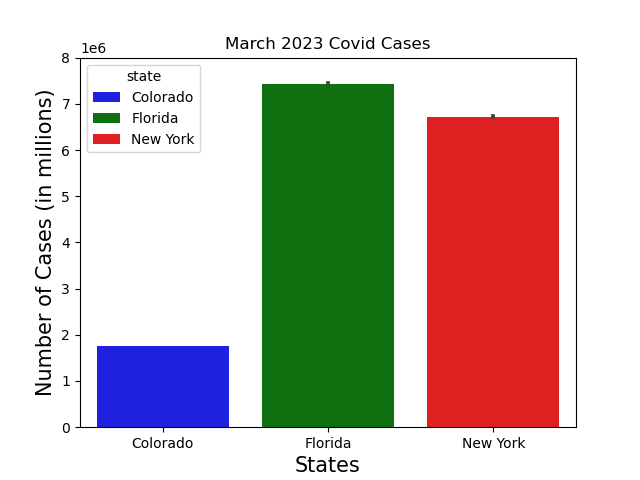 March 2023 Covid Cases
1e6
state
Colorado
Florida
New York
8
7
6
5
4
3
2
1
0
Number of Cases (in millions)
Colorado Florida New York
States